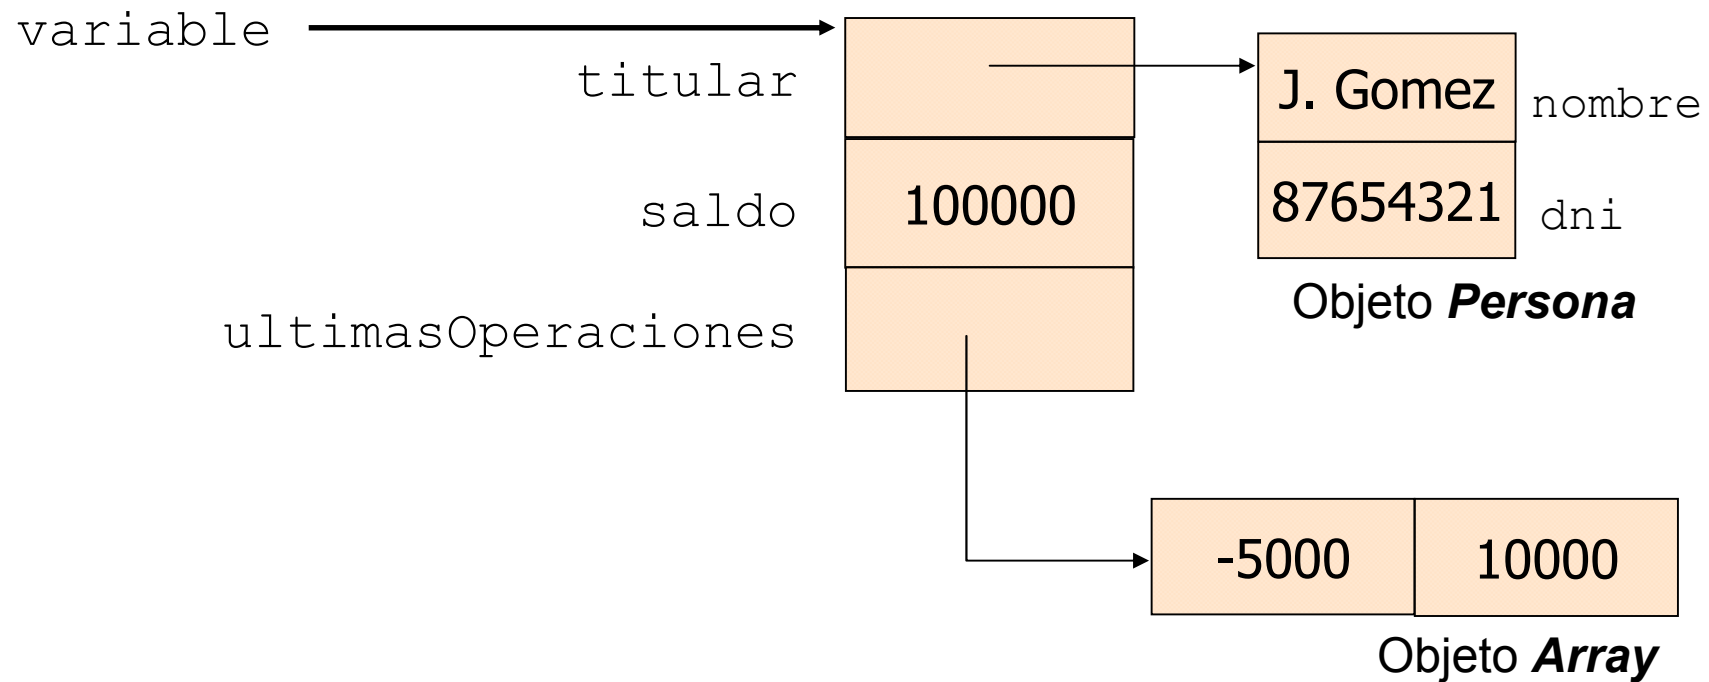 variable
titular
J. Gomez
nombre
saldo
100000
87654321
dni
Objeto Persona
ultimasOperaciones
-5000
10000
Objeto Array